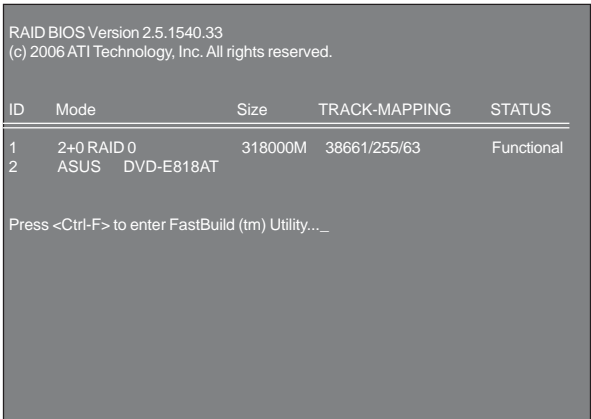 RAID BIOS Version 2.5.1540.33
(c) 2006 ATI Technology, Inc. All rights reserved.
ID Mode Size TRACK-MAPPING STATUS
1 2+0 RAID 0 318000M 38661/255/63 Functional
2 ASUS DVD-E818AT
Press <Ctrl-F> to enter FastBuild (tm) Utility..._